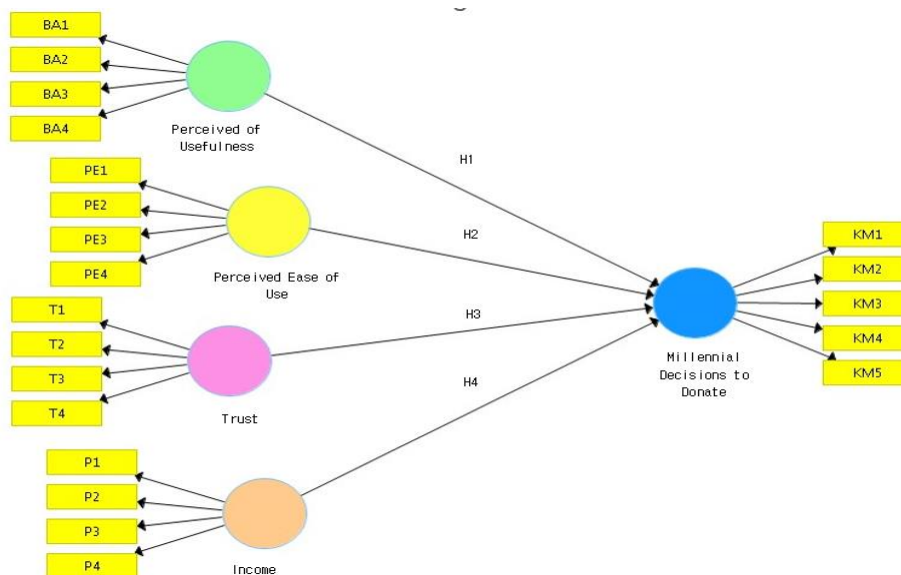 BA1
BA2
BA3
BA4
Perceived of
Usefulness
H1
PE1
PE2
PE3
PE4
Perceived Ease of
Use
H2
T1
T2
T3
T4
Trust
H3
P1
P2
P3
P4
Income
H4
KM1
KM2
KM3
KM4
KM5
Millennial
Decisions to
Donate